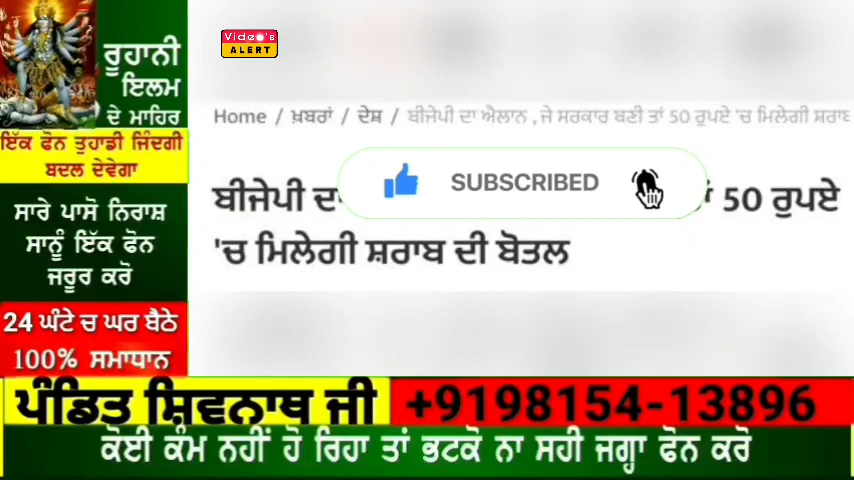 Video's
ALERT
ਰੂਹਾਨੀ
ਇਲਮ
ਦੇ ਮਾਹਿਰ
ਇੱਕ ਫੋਨ ਤੁਹਾਡੀ ਜਿੰਦਗੀ
ਬਦਲ ਦੇਵੇਗਾ
ਸਾਰੇ ਪਾਸੋ ਨਿਰਾਸ਼
ਸਾਨੂੰ ਇੱਕ ਫੋਨ
ਜਰੂਰ ਕਰੋ
24 ਘੰਟੇ ਚ ਘਰ ਬੈਠੇ
100% ਸਮਾਧਾਨ
Home / ਖ਼ਬਰਾਂ / ਦੇਸ਼ / ਬੀਜੇਪੀ ਦਾ ਐਲਾਨ , ਜੇ ਸਰਕਾਰ ਬਣੀ ਤਾਂ 50 ਰੁਪਏ 'ਚ ਮਿਲੇਗੀ
SUBSCRIBED
ਬੀਜੇਪੀ 50 ਰੁਪਏ
'ਚ ਮਿਲੇਗੀ ਸ਼ਰਾਬ ਦੀ ਬੋਤਲ
ਪੰਡਿਤ ਸ਼ਿਵਨਾਥ ਜੀ +9198154-13896
ਕੋਈ ਕੰਮ ਨਹੀਂ ਹੋ ਰਿਹਾ ਤਾਂ ਭਟਕੋ ਨਾ ਸਹੀ ਜਗ੍ਹਾ ਫੋਨ ਕਰੋ